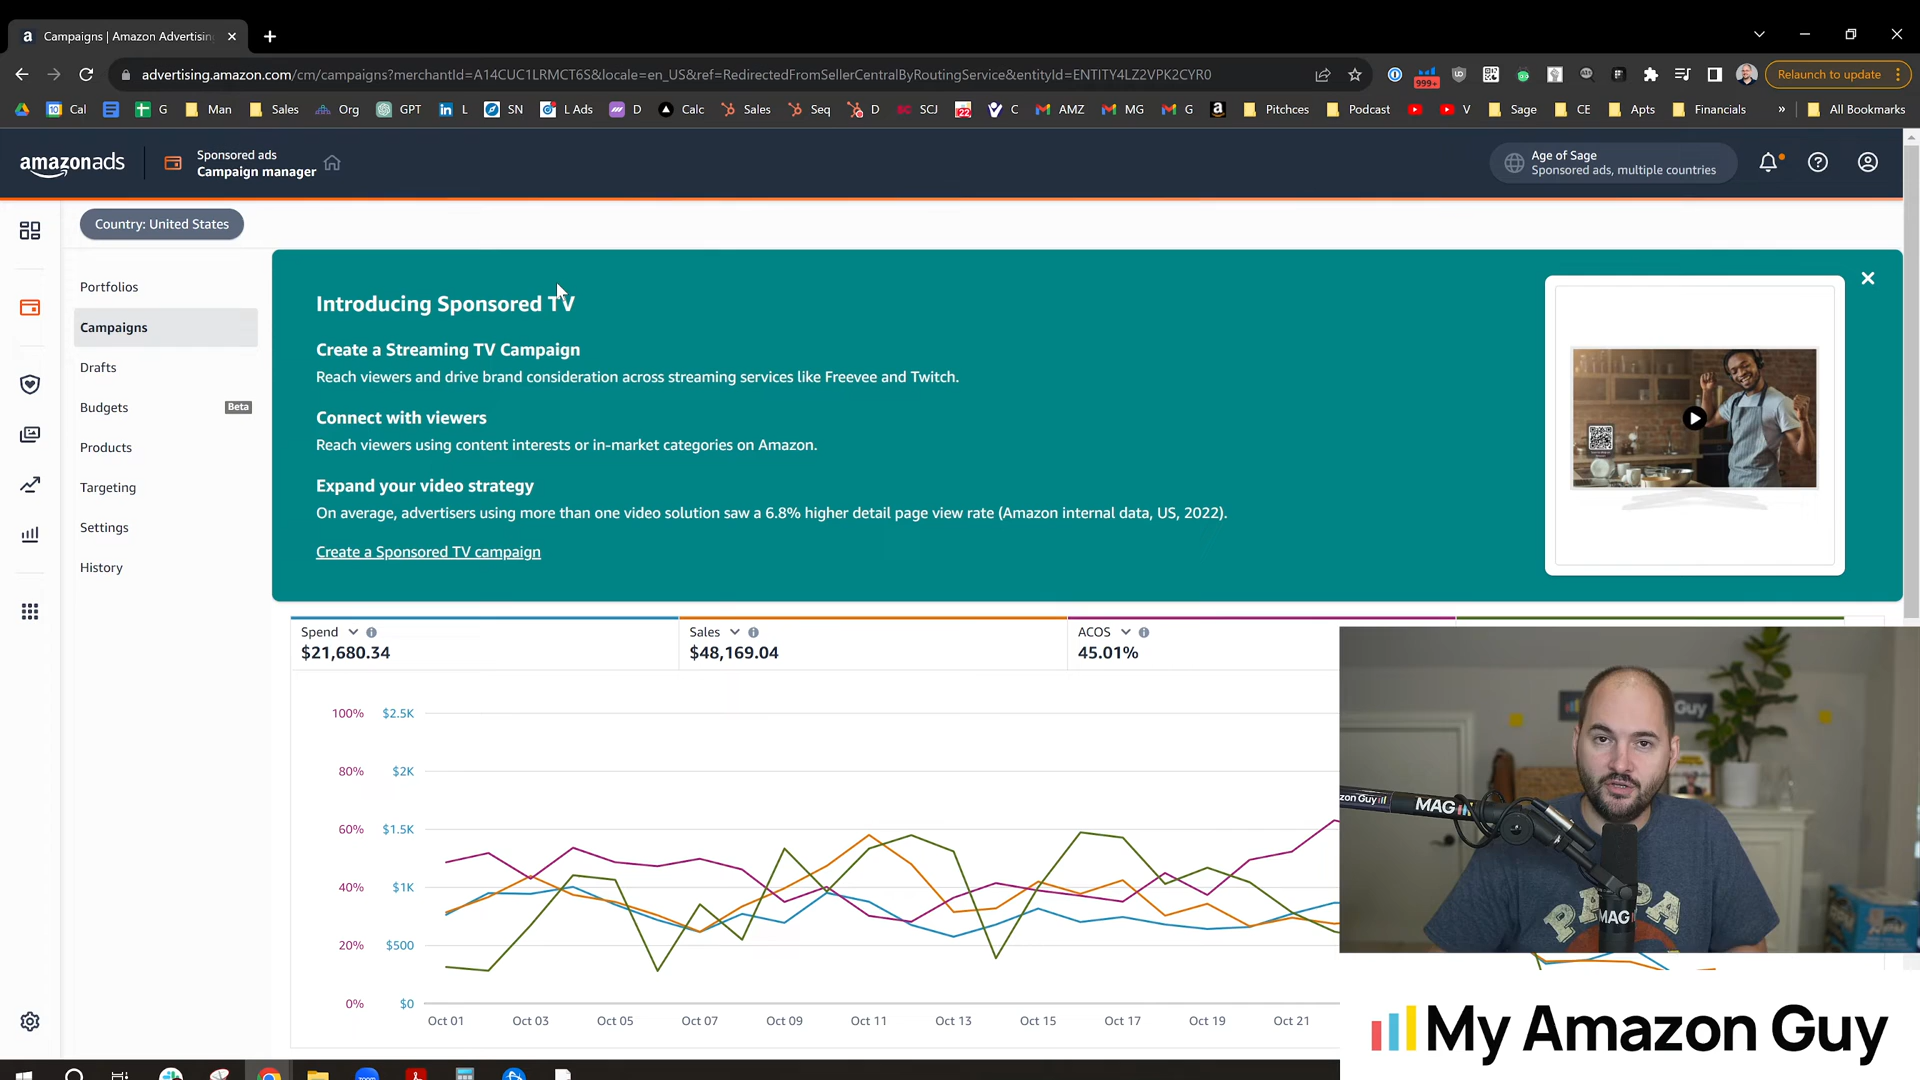 Campaigns | Amazon Advertising
advertising.amazon.com/cm/campaigns?merchantId=A14CUC1LRMCT6S&locale=en_US&ref=RedirectedFromSellerCentralByRoutingService&entityId=ENTITY4LZ2VPK2CYR0
999+
Relaunch to update
Cal
G
Man
Sales
Org
GPT
L
SN
L Ads
D
Calc
Sales
Seq
D
SCJ
C
AMZ
MG
G
Pitchces
Podcast
V
Sage
CE
Apts
Financials
»
All Bookmarks
amazonads
Sponsored ads
Campaign manager
Age of Sage
Sponsored ads, multiple countries
Country: United States
Portfolios
Campaigns
Drafts
Budgets
Beta
Products
Targeting
Settings
History
Introducing Sponsored TV
Create a Streaming TV Campaign
Reach viewers and drive brand consideration across streaming services like Freevee and Twitch.
Connect with viewers
Reach viewers using content interests or in-market categories on Amazon.
Expand your video strategy
On average, advertisers using more than one video solution saw a 6.8% higher detail page view rate (Amazon internal data, US, 2022).
Create a Sponsored TV campaign
Spend
$21,680.34
Sales
$48,169.04
ACOS
45.01%
100% $2.5K
80% $2K
60% $1.5K
40% $1K
20% $500
0% $0
Oct 01 Oct 03 Oct 05 Oct 07 Oct 09 Oct 11 Oct 13 Oct 15 Oct 17 Oct 19 Oct 21
Guy
azon Guy
MAG
PAPA
MAG
My Amazon Guy